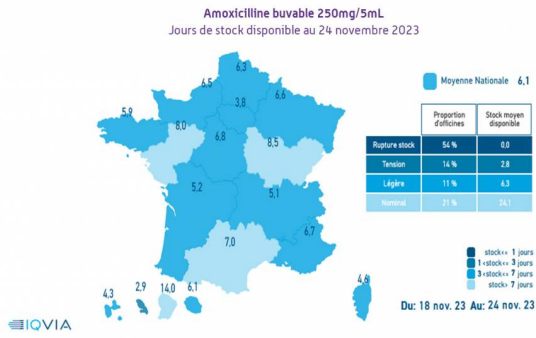 Amoxicilline buvable 250mg/5mL
Jours de stock disponible au 24 novembre 2023
6,3
6,5
6,6
3,8
5,9
8,0
6,8
8,5
5,2
5,1
6,7
7,0
4,6
4,3
2,9
14,0
6,1
Moyenne Nationale 6,1
Proportion d'officines Stock moyen disponible
Rupture stock 54 % 0,0
Tension 14 % 2,8
Légère 11 % 6,3
Nominal 21 % 24,1
stock<= 1 jours
1 <stock<= 3 jours
3 <stock<= 7 jours
stock> 7 jours
Du: 18 nov. 23 Au: 24 nov. 23
IQVIA